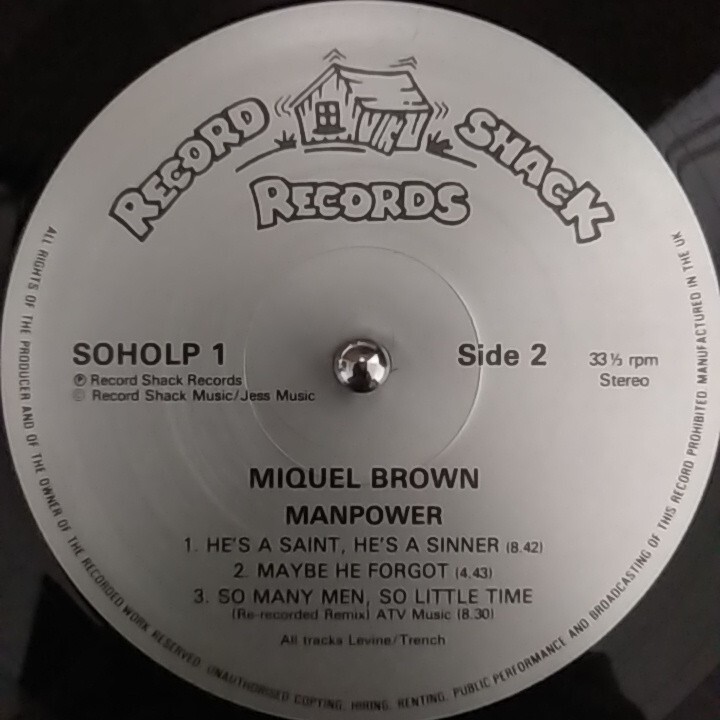 RECORD SHACK
RECORDS
SOHOLP 1
Side 2
33 ⅓ rpm
Stereo
Ⓟ Record Shack Records
© Record Shack Music/Jess Music
MIQUEL BROWN
MANPOWER
1. HE'S A SAINT, HE'S A SINNER (8.42)
2. MAYBE HE FORGOT (4.43)
3. SO MANY MEN, SO LITTLE TIME
(Re-recorded Remix) ATV Music (8.30)
All tracks Levine/Trench
ALL RIGHTS OF THE PRODUCER AND OF THE OWNER OF THE RECORDED WORK RESERVED. UNAUTHORISED COPYING, HIRING, RENTING, PUBLIC PERFORMANCE AND BROADCASTING OF THIS RECORD PROHIBITED. MANUFACTURED IN THE UK